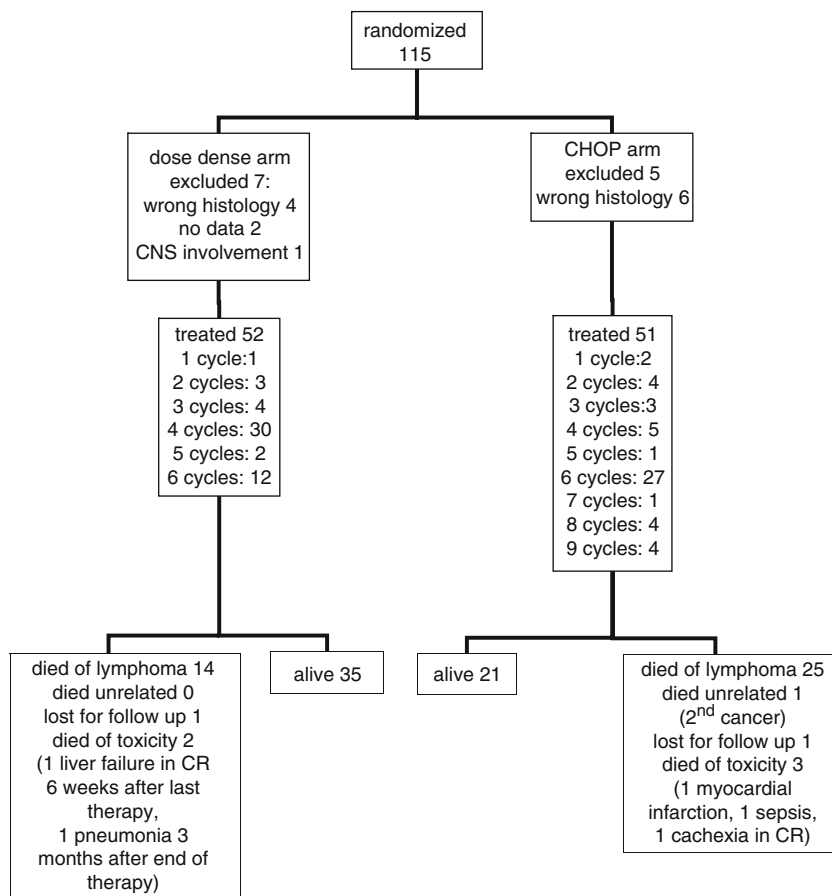 randomized
115
dose dense arm
excluded 7:
wrong histology 4
no data 2
CNS involvement 1
CHOP arm
excluded 5
wrong histology 6
treated 52
1 cycle:1
2 cycles: 3
3 cycles: 4
4 cycles: 30
5 cycles: 2
6 cycles: 12
treated 51
1 cycle:2
2 cycles: 4
3 cycles:3
4 cycles: 5
5 cycles: 1
6 cycles: 27
7 cycles: 1
8 cycles: 4
9 cycles: 4
died of lymphoma 14
died unrelated 0
lost for follow up 1
died of toxicity 2
(1 liver failure in CR
6 weeks after last
therapy,
1 pneumonia 3
months after end of
therapy)
alive 35
alive 21
died of lymphoma 25
died unrelated 1
(2nd cancer)
lost for follow up 1
died of toxicity 3
(1 myocardial
infarction, 1 sepsis,
1 cachexia in CR)